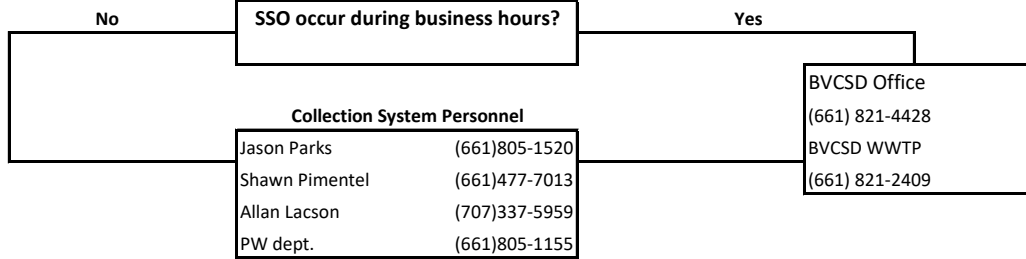 No
SSO occur during business hours?
Yes
BVCSD Office
(661) 821-4428
BVCSD WWTP
(661) 821-2409
Collection System Personnel
Jason Parks (661)805-1520
Shawn Pimentel (661)477-7013
Allan Lacson (707)337-5959
PW dept. (661)805-1155